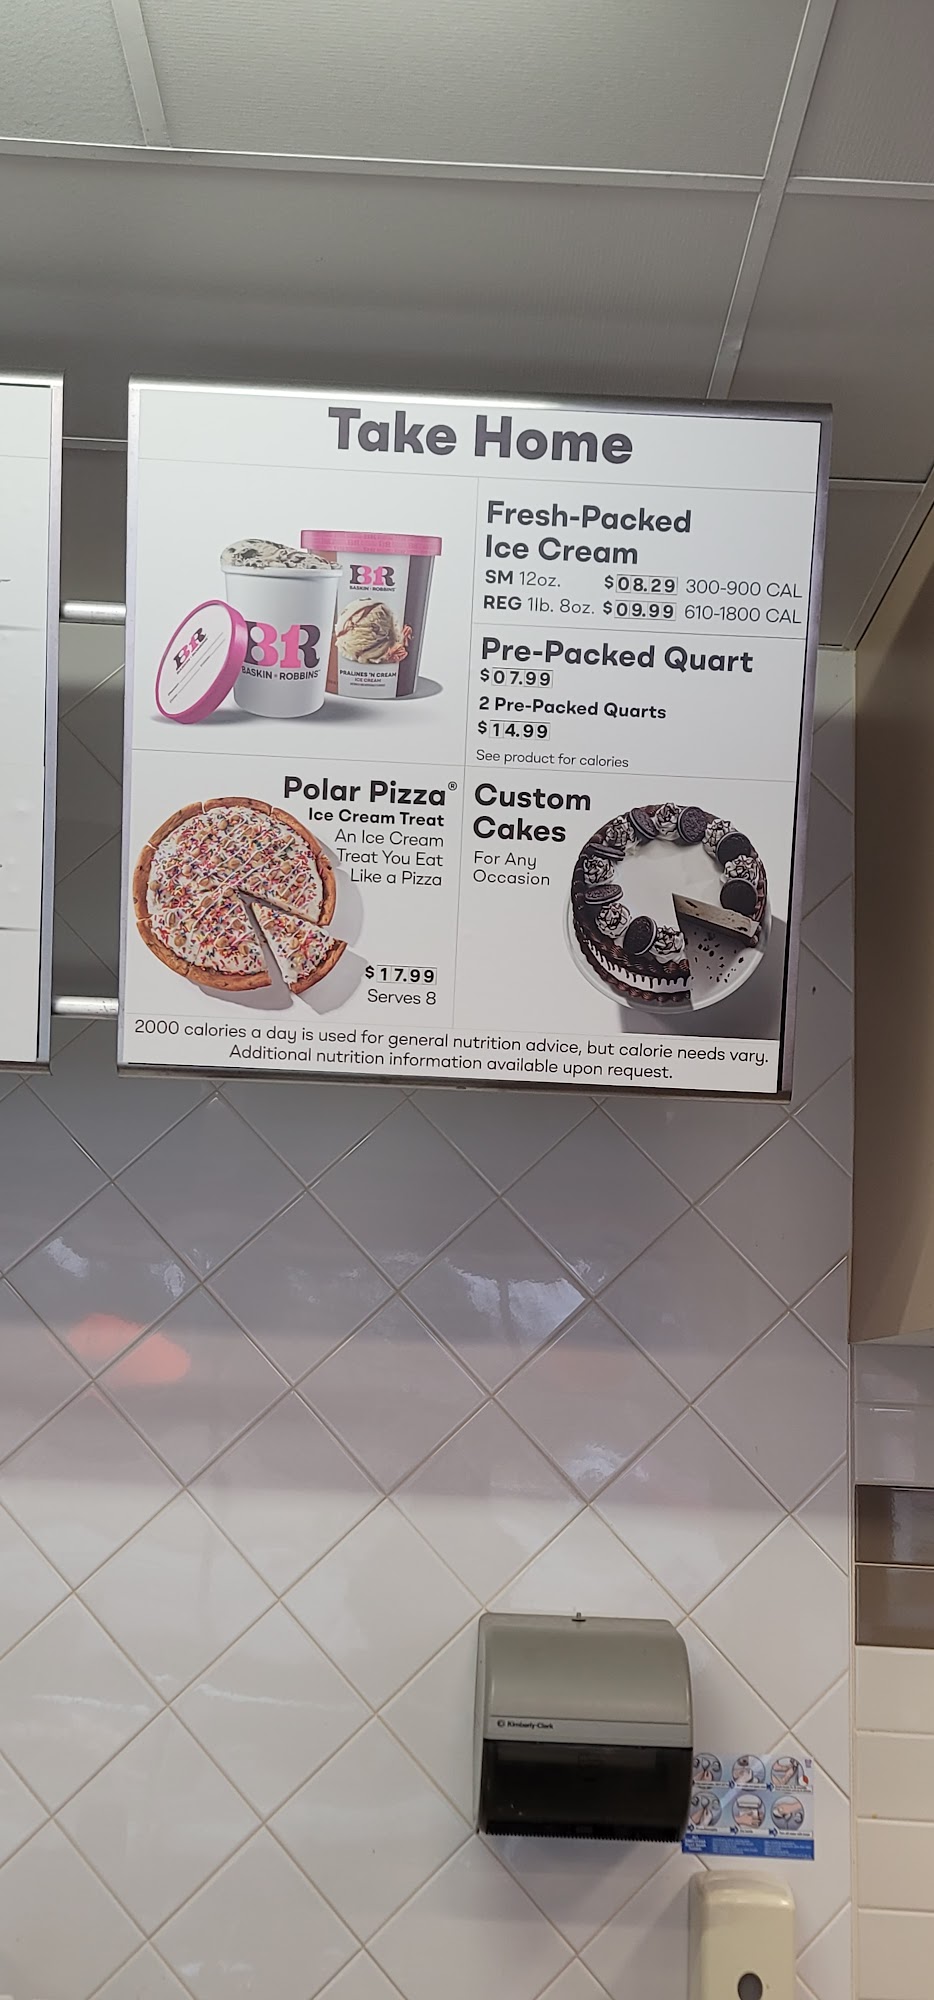 Take Home
BR
BASKIN-ROBBINS
PRALINES 'N CREAM
ICE CREAM
BR
BASKIN-ROBBINS
BR
Fresh-Packed
Ice Cream
SM 12oz. $08.29 300-900 CAL
REG 1lb. 8oz. $09.99 610-1800 CAL
Pre-Packed Quart
$07.99
2 Pre-Packed Quarts
$14.99
See product for calories
Polar Pizza®
Ice Cream Treat
An Ice Cream
Treat You Eat
Like a Pizza
$17.99
Serves 8
Custom
Cakes
For Any
Occasion
2000 calories a day is used for general nutrition advice, but calorie needs vary.
Additional nutrition information available upon request.
Kimberly-Clark